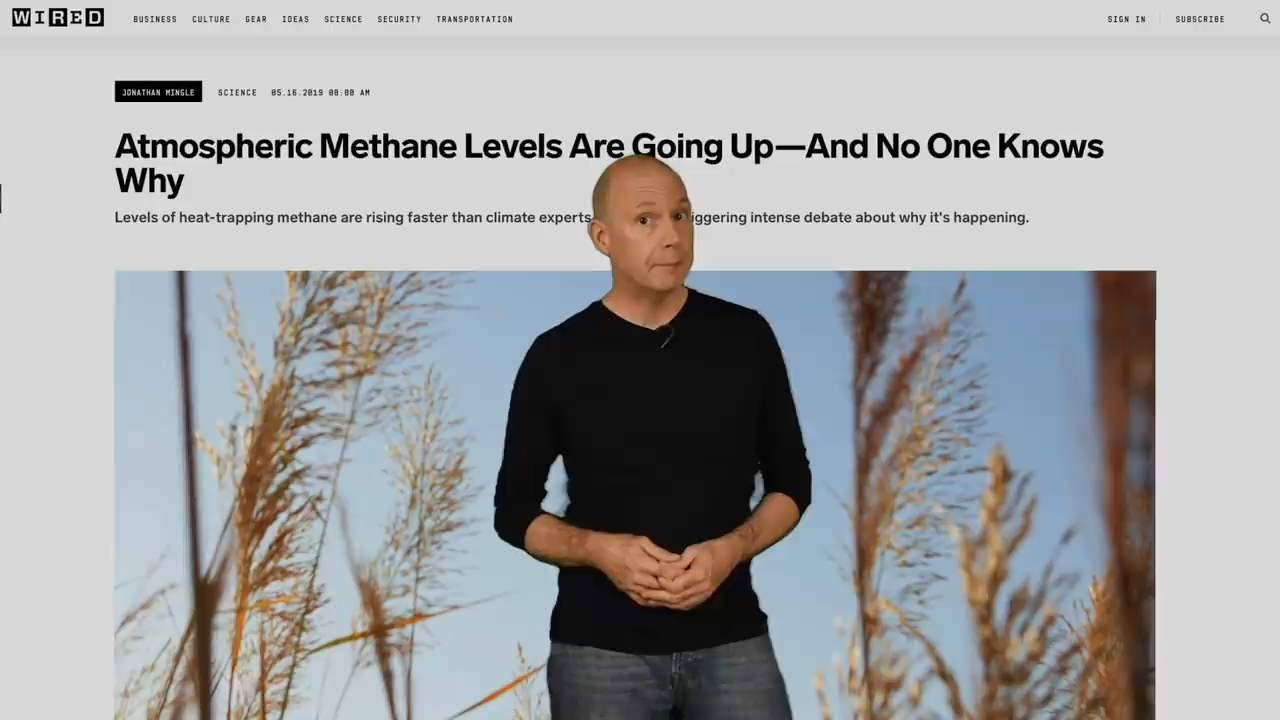 WIRED
BUSINESS CULTURE GEAR IDEAS SCIENCE SECURITY TRANSPORTATION
SIGN IN SUBSCRIBE
JONATHAN MINGLE SCIENCE 05.16.2019 08:00 AM
Atmospheric Methane Levels Are Going Up—And No One Knows
Why
Levels of heat-trapping methane are rising faster than climate experts iggering intense debate about why it's happening.